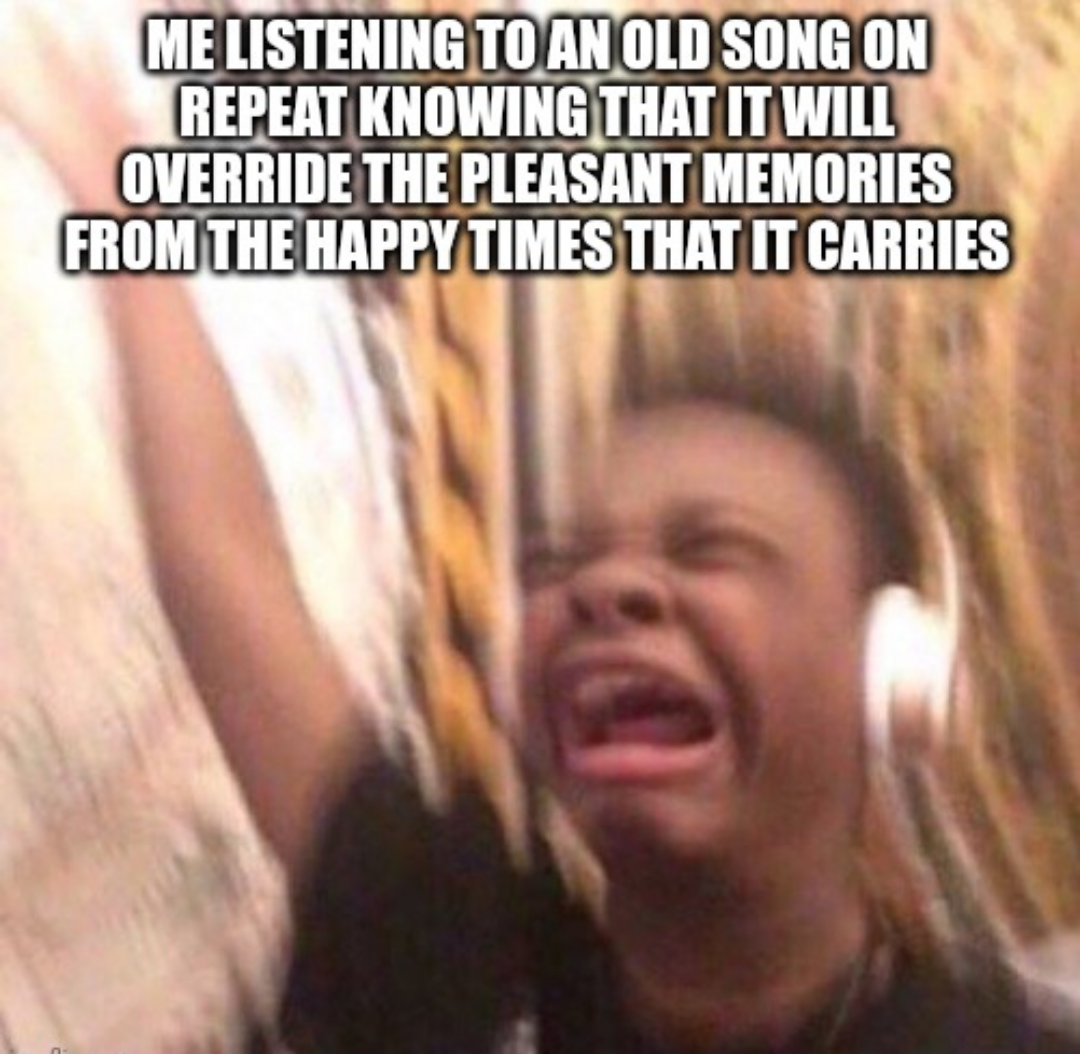 ME LISTENING TO AN OLD SONG ON
REPEAT KNOWING THAT IT WILL
OVERRIDE THE PLEASANT MEMORIES
FROM THE HAPPY TIMES THAT IT CARRIES